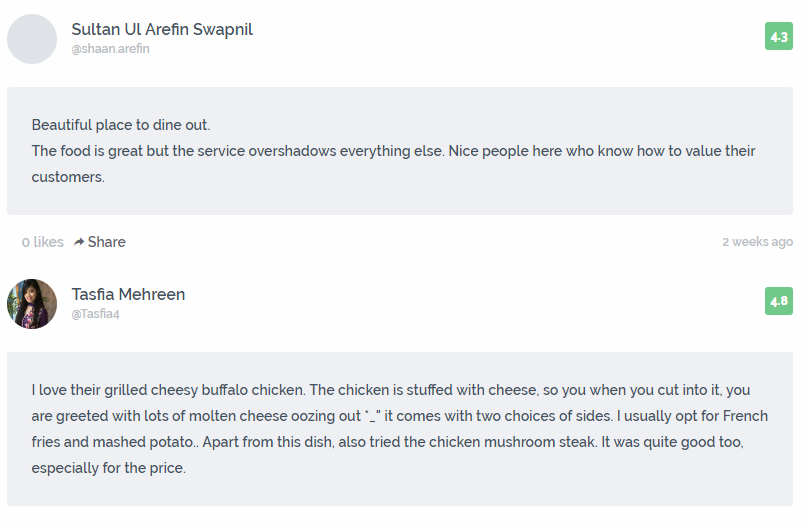 Sultan Ul Arefin Swapnil
@shaan.arefin
4.3
Beautiful place to dine out.
The food is great but the service overshadows everything else. Nice people here who know how to value their
customers.
0 likes Share
2 weeks ago
Tasfia Mehreen
@Tasfia4
4.8
I love their grilled cheesy buffalo chicken. The chicken is stuffed with cheese, so you when you cut into it, you
are greeted with lots of molten cheese oozing out *_" it comes with two choices of sides. I usually opt for French
fries and mashed potato.. Apart from this dish, also tried the chicken mushroom steak. It was quite good too,
especially for the price.